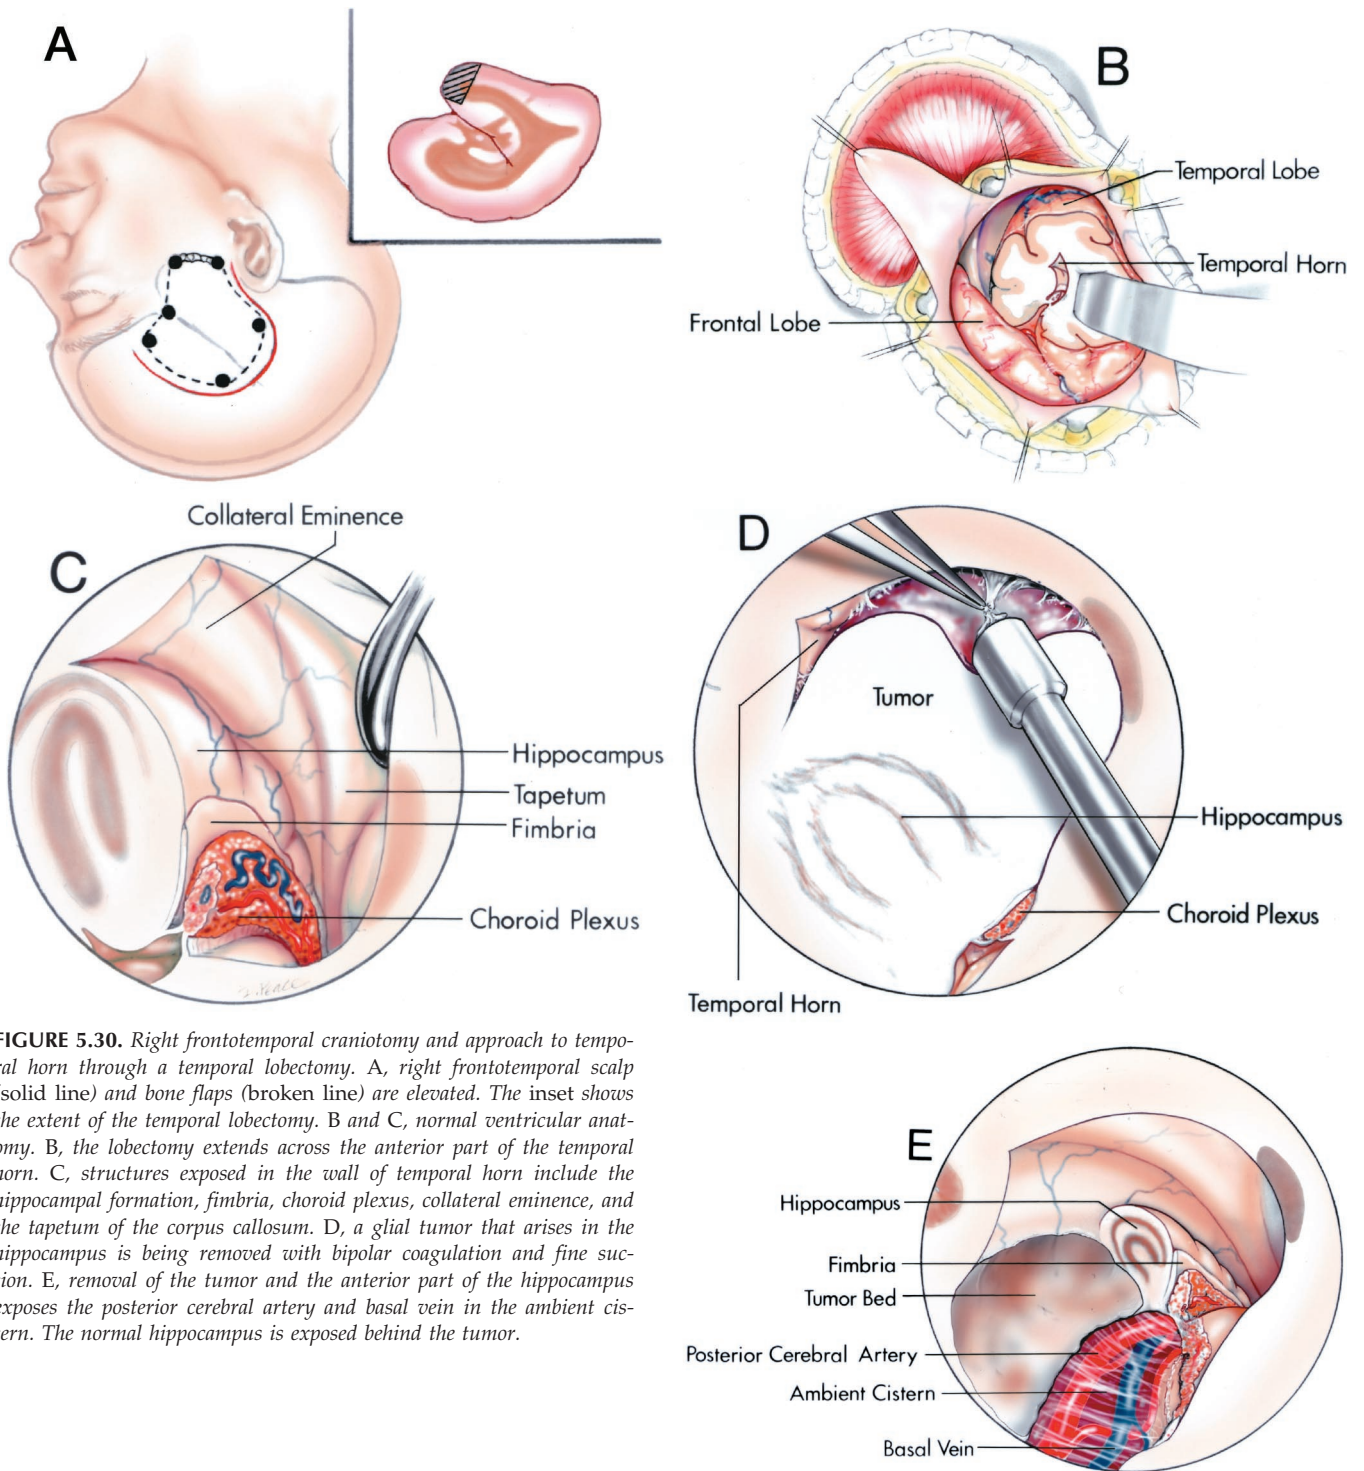 A
B
Temporal Lobe
Temporal Horn
Frontal Lobe
Collateral Eminence
C
Hippocampus
Tapetum
Fimbria
Choroid Plexus
D
Tumor
Hippocampus
Choroid Plexus
Temporal Horn
FIGURE 5.30. Right frontotemporal craniotomy and approach to tempo-
ral horn through a temporal lobectomy. A, right frontotemporal scalp
solid line) and bone flaps (broken line) are elevated. The inset shows
he extent of the temporal lobectomy. B and C, normal ventricular anat-
omy. B, the lobectomy extends across the anterior part of the temporal
horn. C, structures exposed in the wall of temporal horn include the
hippocampal formation, fimbria, choroid plexus, collateral eminence, and
he tapetum of the corpus callosum. D, a glial tumor that arises in the
hippocampus is being removed with bipolar coagulation and fine suc-
ion. E, removal of the tumor and the anterior part of the hippocampus
exposes the posterior cerebral artery and basal vein in the ambient cis-
ern. The normal hippocampus is exposed behind the tumor.
E
Hippocampus
Fimbria
Tumor Bed
Posterior Cerebral Artery
Ambient Cistern
Basal Vein